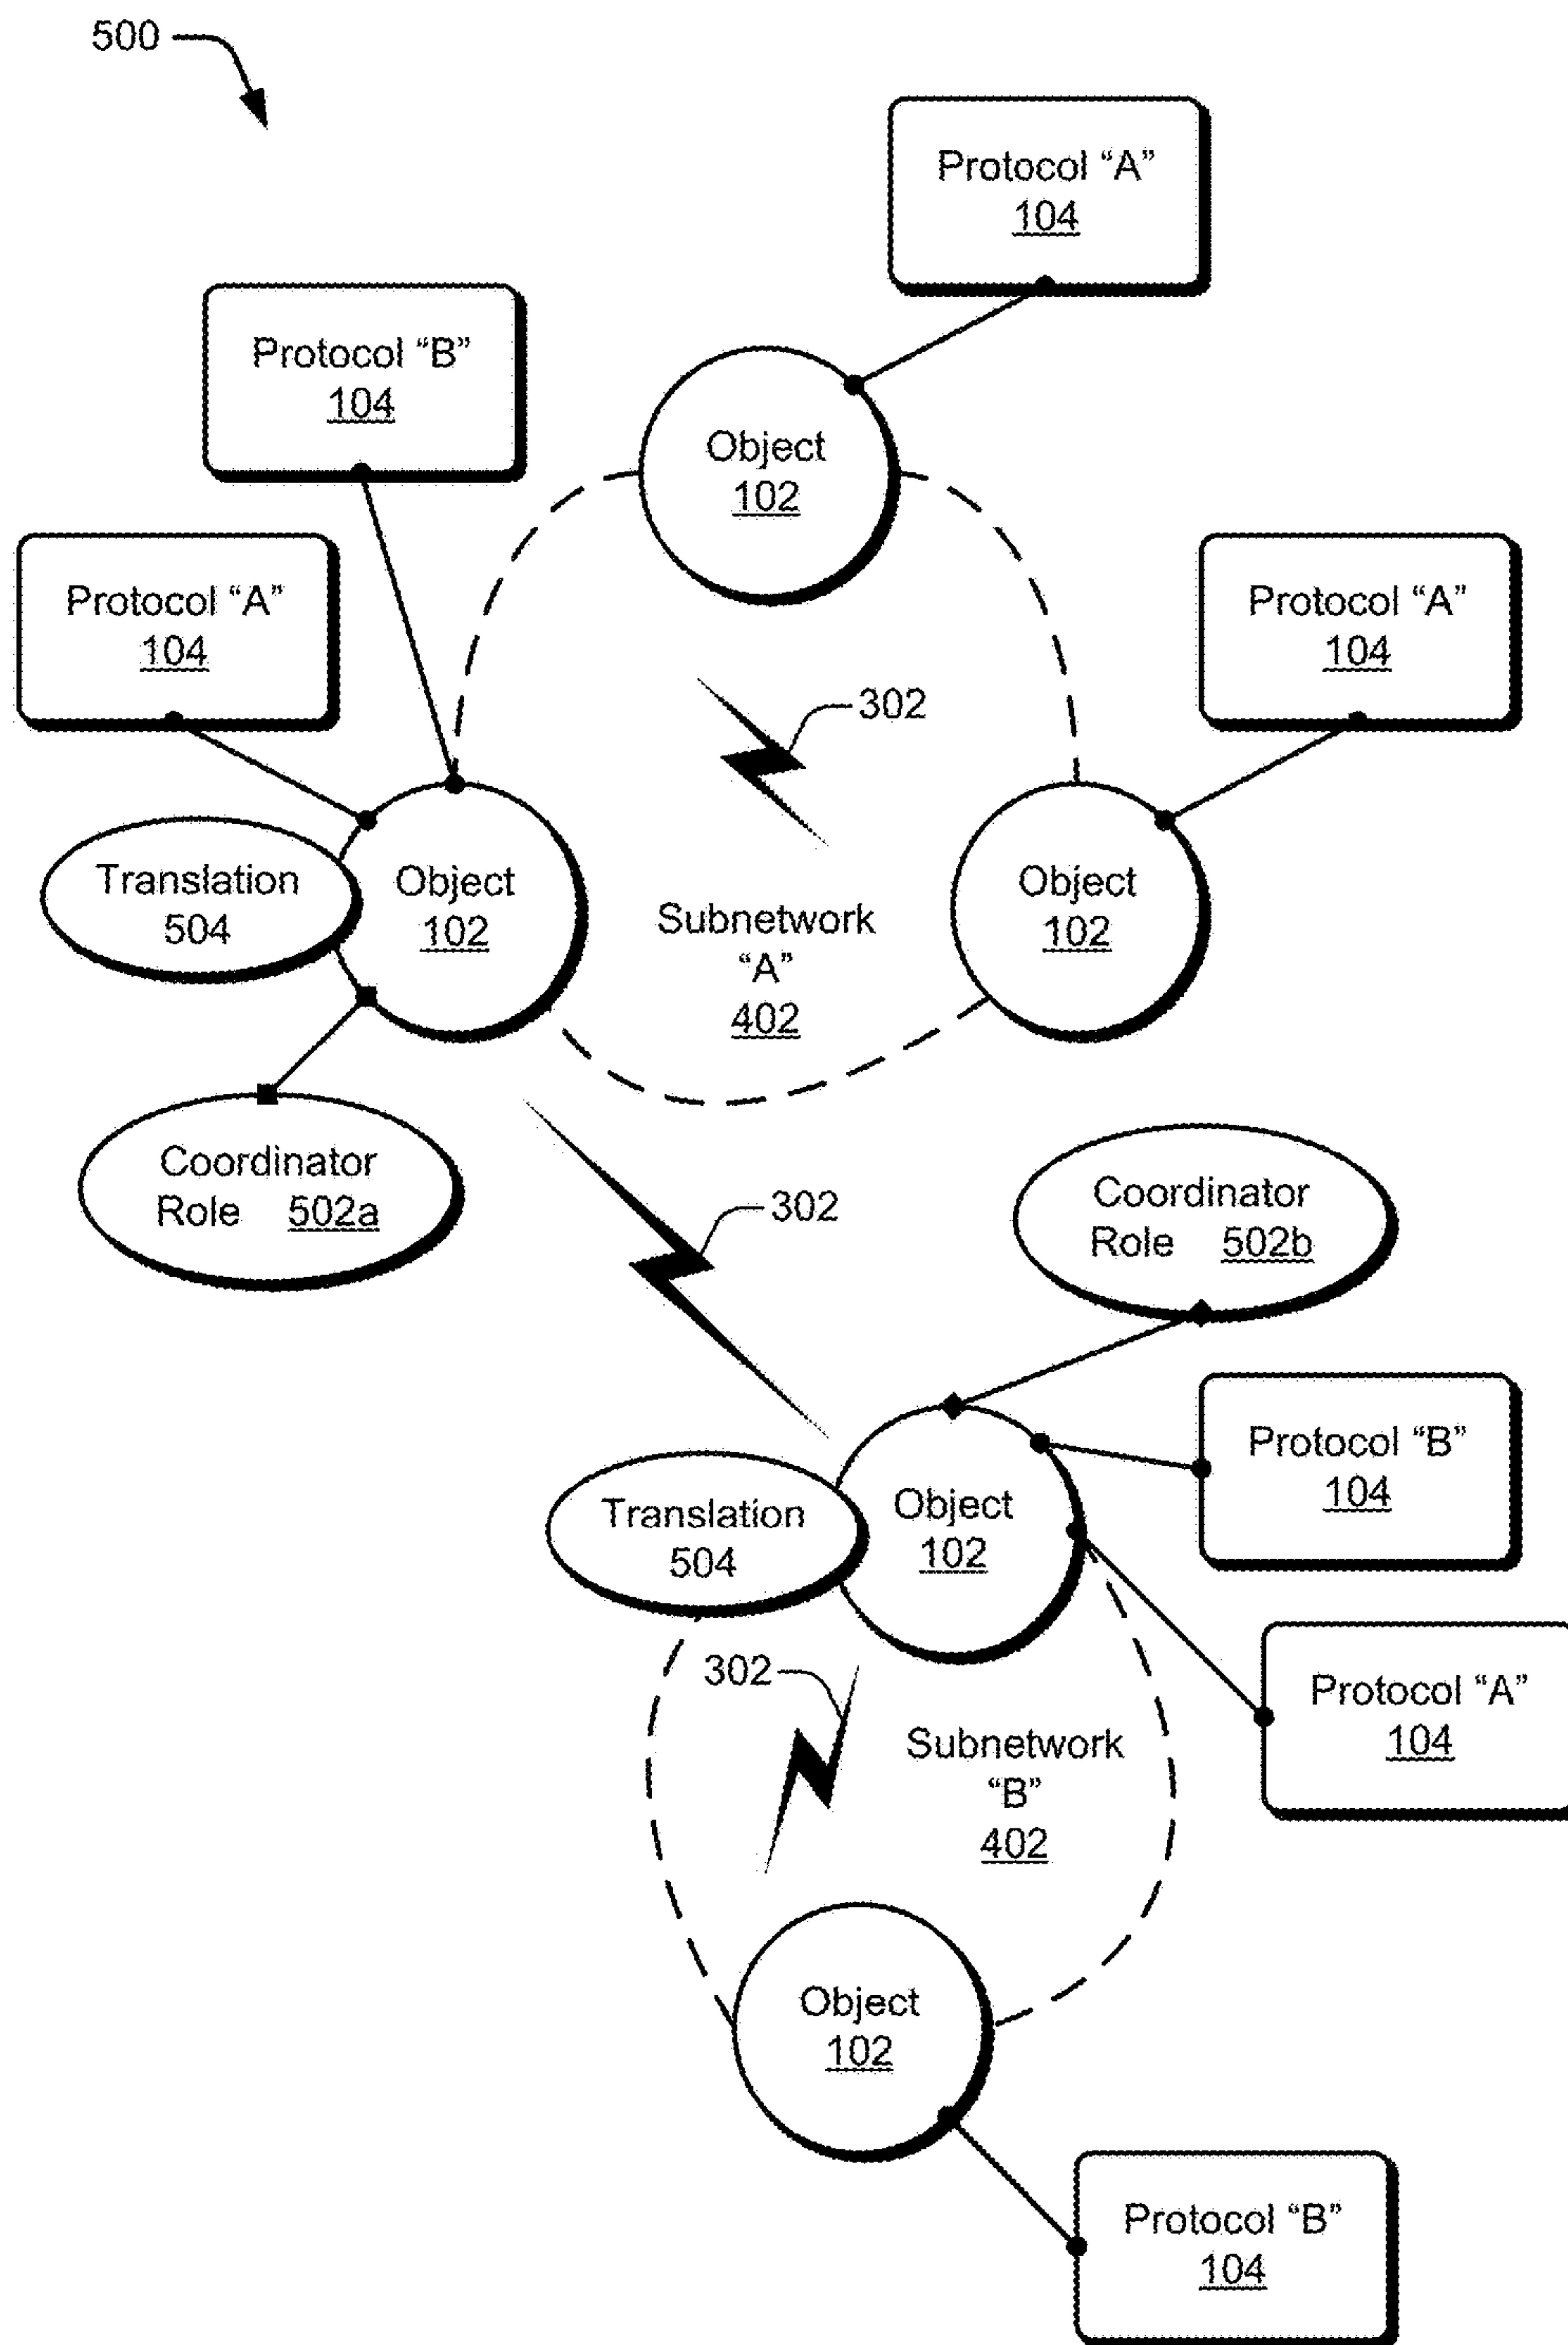 500
Protocol “A”
104
Protocol “B”
104
Object
102
Protocol “A”
104
Protocol “A”
104
302
Translation
504
Object
102
Subnetwork
“A”
402
Object
102
Coordinator
Role 502a
302
Coordinator
Role 502b
Protocol “B”
104
Translation
504
Object
102
302
Protocol “A”
104
Subnetwork
“B”
402
Object
102
Protocol “B”
104